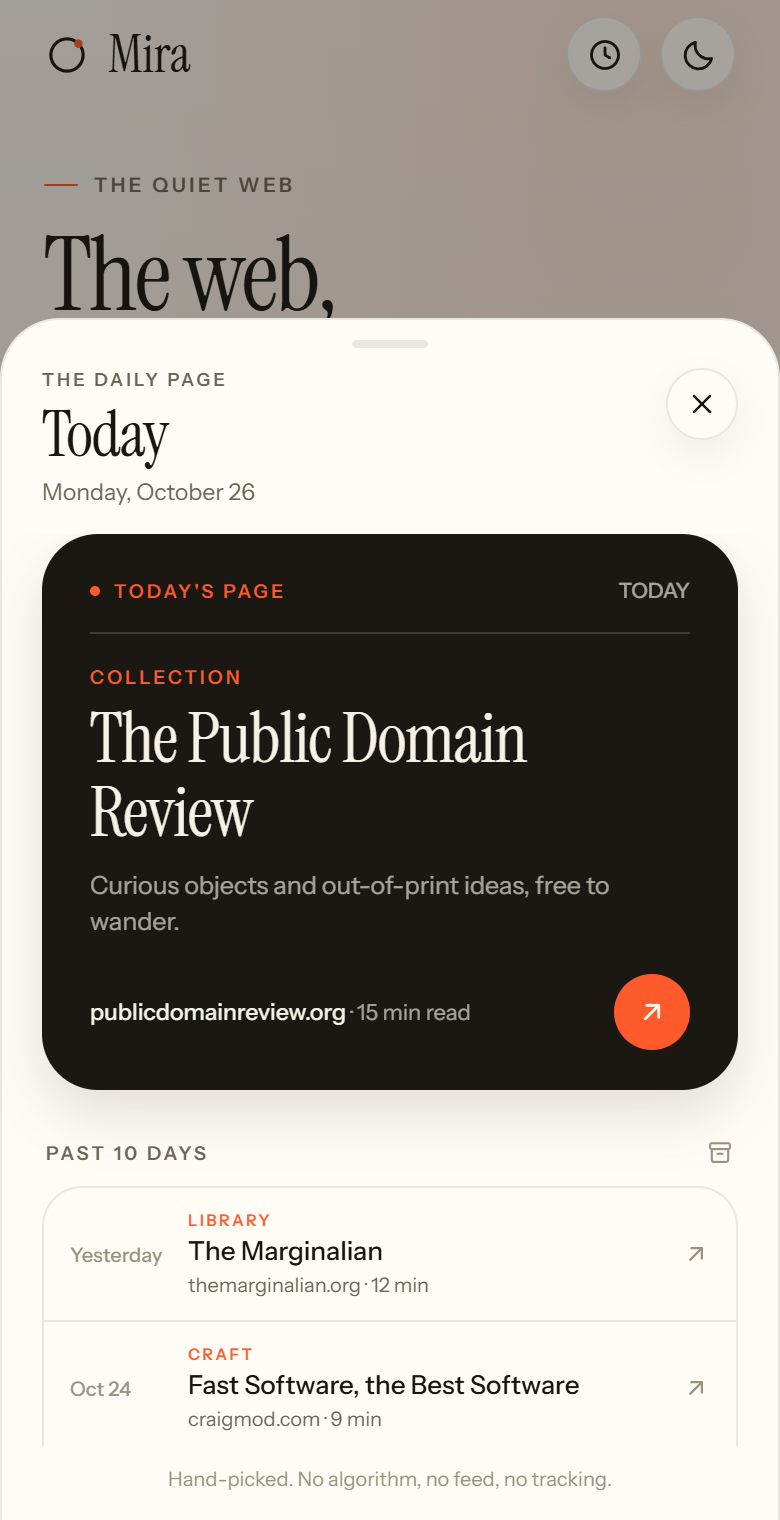 Mira
THE QUIET WEB
The web,
THE DAILY PAGE
Today
Monday, October 26
TODAY'S PAGE
TODAY
COLLECTION
The Public Domain
Review
Curious objects and out-of-print ideas, free to
wander.
publicdomainreview.org · 15 min read
PAST 10 DAYS
LIBRARY
Yesterday
The Marginalian
themarginalian.org · 12 min
CRAFT
Oct 24
Fast Software, the Best Software
craigmod.com · 9 min
Hand-picked. No algorithm, no feed, no tracking.